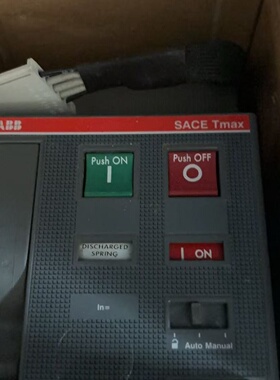 ABB SACE Tmax
Push ON Push OFF
I O
DISCHARGED
SPRING
I ON
In=
Auto Manual